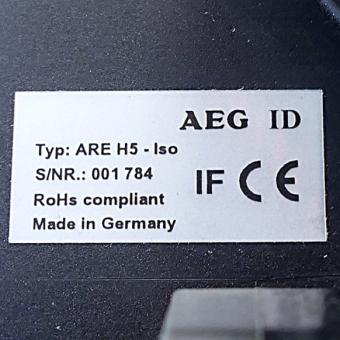 AEG ID
Typ: ARE H5 - Iso
S/NR.: 001 784
IF CE
RoHs compliant
Made in Germany